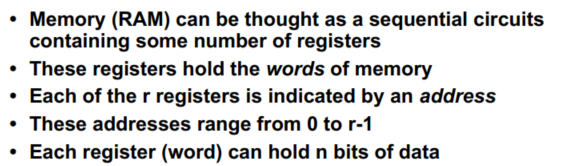 • Memory (RAM) can be thought as a sequential circuits
containing some number of registers
• These registers hold the words of memory
• Each of the r registers is indicated by an address
• These addresses range from 0 to r-1
• Each register (word) can hold n bits of data